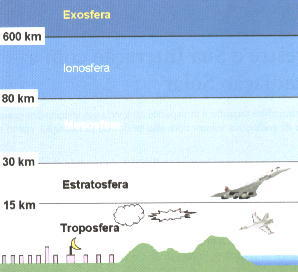 Exosfera
600 km
Ionosfera
80 km
Mesosfera
30 km
Estratosfera
15 km
Troposfera